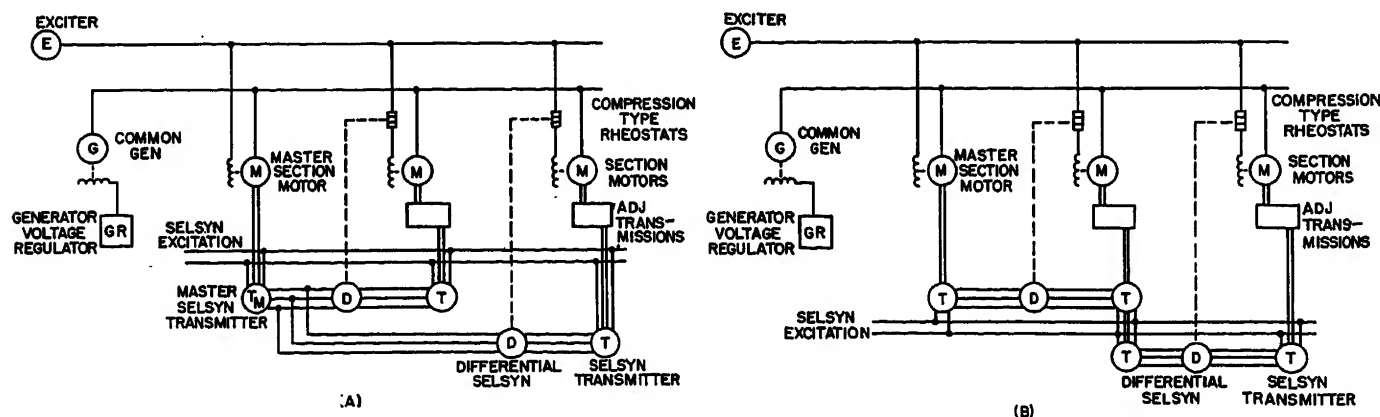 EXCITER
E
G
COMMON
GEN
GENERATOR
VOLTAGE
REGULATOR
GR
M
MASTER
SECTION
MOTOR
M
M
COMPRESSION
TYPE
RHEOSTATS
SECTION
MOTORS
ADJ
TRANS-
MISSIONS
SELSYN
EXCITATION
TM
MASTER
SELSYN
TRANSMITTER
D
T
D
T
DIFFERENTIAL
SELSYN
SELSYN
TRANSMITTER
(A)
EXCITER
E
G
COMMON
GEN
GENERATOR
VOLTAGE
REGULATOR
GR
M
MASTER
SECTION
MOTOR
M
M
COMPRESSION
TYPE
RHEOSTATS
SECTION
MOTORS
ADJ
TRANS-
MISSIONS
T
D
T
SELSYN
EXCITATION
T
D
T
DIFFERENTIAL
SELSYN
SELSYN
TRANSMITTER
(B)